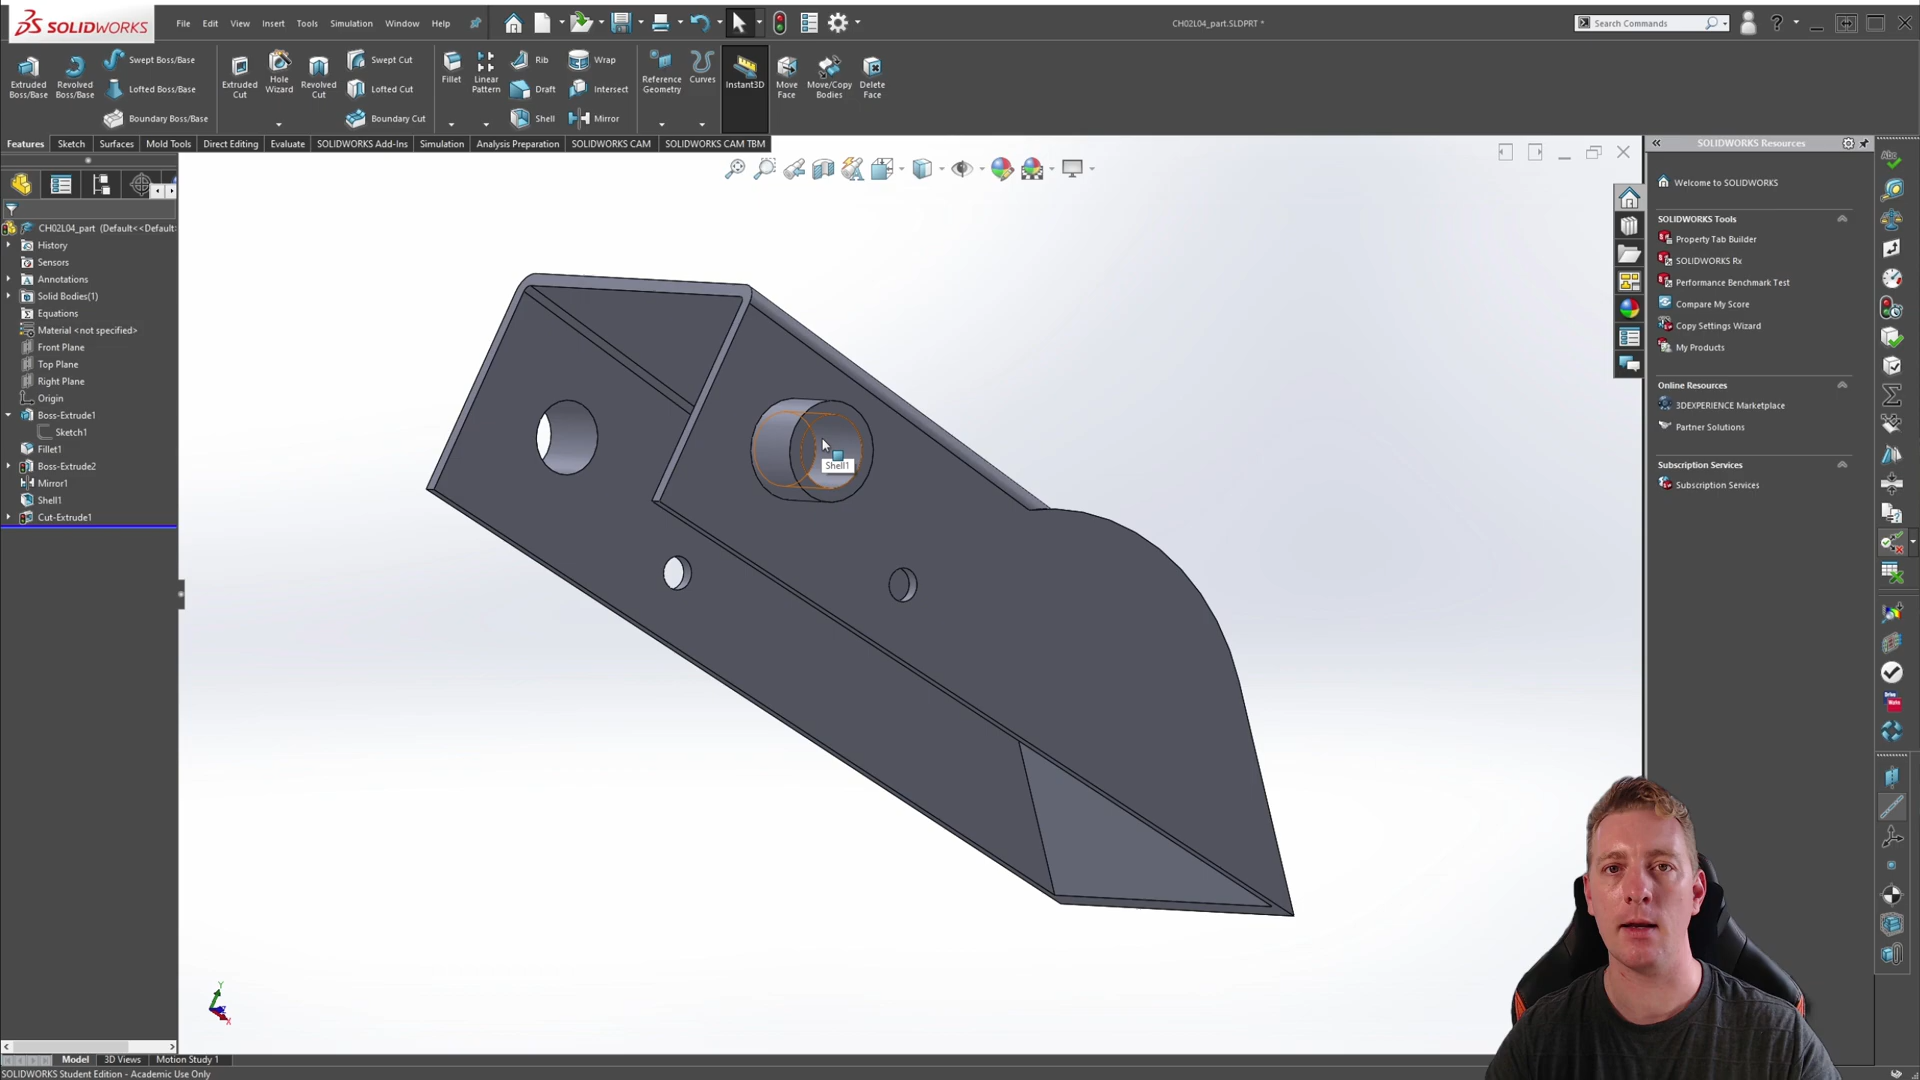 SOLIDWORKS
File Edit View Insert Tools Simulation Window Help
CH02L04_part.SLDPRT *
Search Commands
Extruded Boss/Base
Revolved Boss/Base
Swept Boss/Base
Lofted Boss/Base
Boundary Boss/Base
Extruded Cut
Hole Wizard
Revolved Cut
Swept Cut
Lofted Cut
Boundary Cut
Fillet
Linear Pattern
Rib
Draft
Shell
Wrap
Intersect
Mirror
Reference Geometry
Curves
Instant3D
Move Face
Move/Copy Bodies
Delete Face
Features Sketch Surfaces Mold Tools Direct Editing Evaluate SOLIDWORKS Add-Ins Simulation Analysis Preparation SOLIDWORKS CAM SOLIDWORKS CAM TBM
CH02L04_part (Default<<Default
History
Sensors
Annotations
Solid Bodies(1)
Equations
Material <not specified>
Front Plane
Top Plane
Right Plane
Origin
Boss-Extrude1
Sketch1
Fillet1
Boss-Extrude2
Mirror1
Shell1
Cut-Extrude1
Shell1
Y
Z
X
SOLIDWORKS Resources
Welcome to SOLIDWORKS
SOLIDWORKS Tools
Property Tab Builder
SOLIDWORKS Rx
Performance Benchmark Test
Compare My Score
Copy Settings Wizard
My Products
Online Resources
3DEXPERIENCE Marketplace
Partner Solutions
Subscription Services
Subscription Services
Model 3D Views Motion Study 1
SOLIDWORKS Student Edition - Academic Use Only